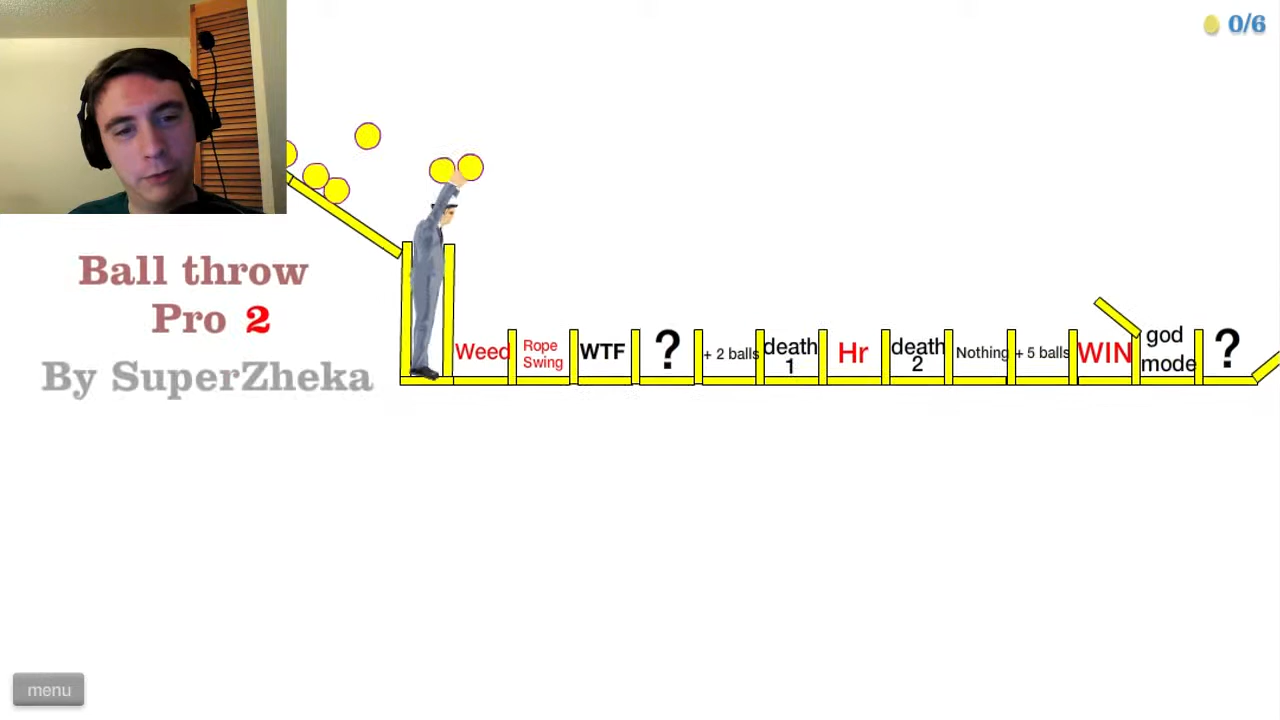 0/6
Ball throw
Pro 2
By SuperZheka
Weed
Rope
Swing
WTF
?
+ 2 balls
death
1
Hr
death
2
Nothing
+ 5 balls
WIN
god
mode
?
menu